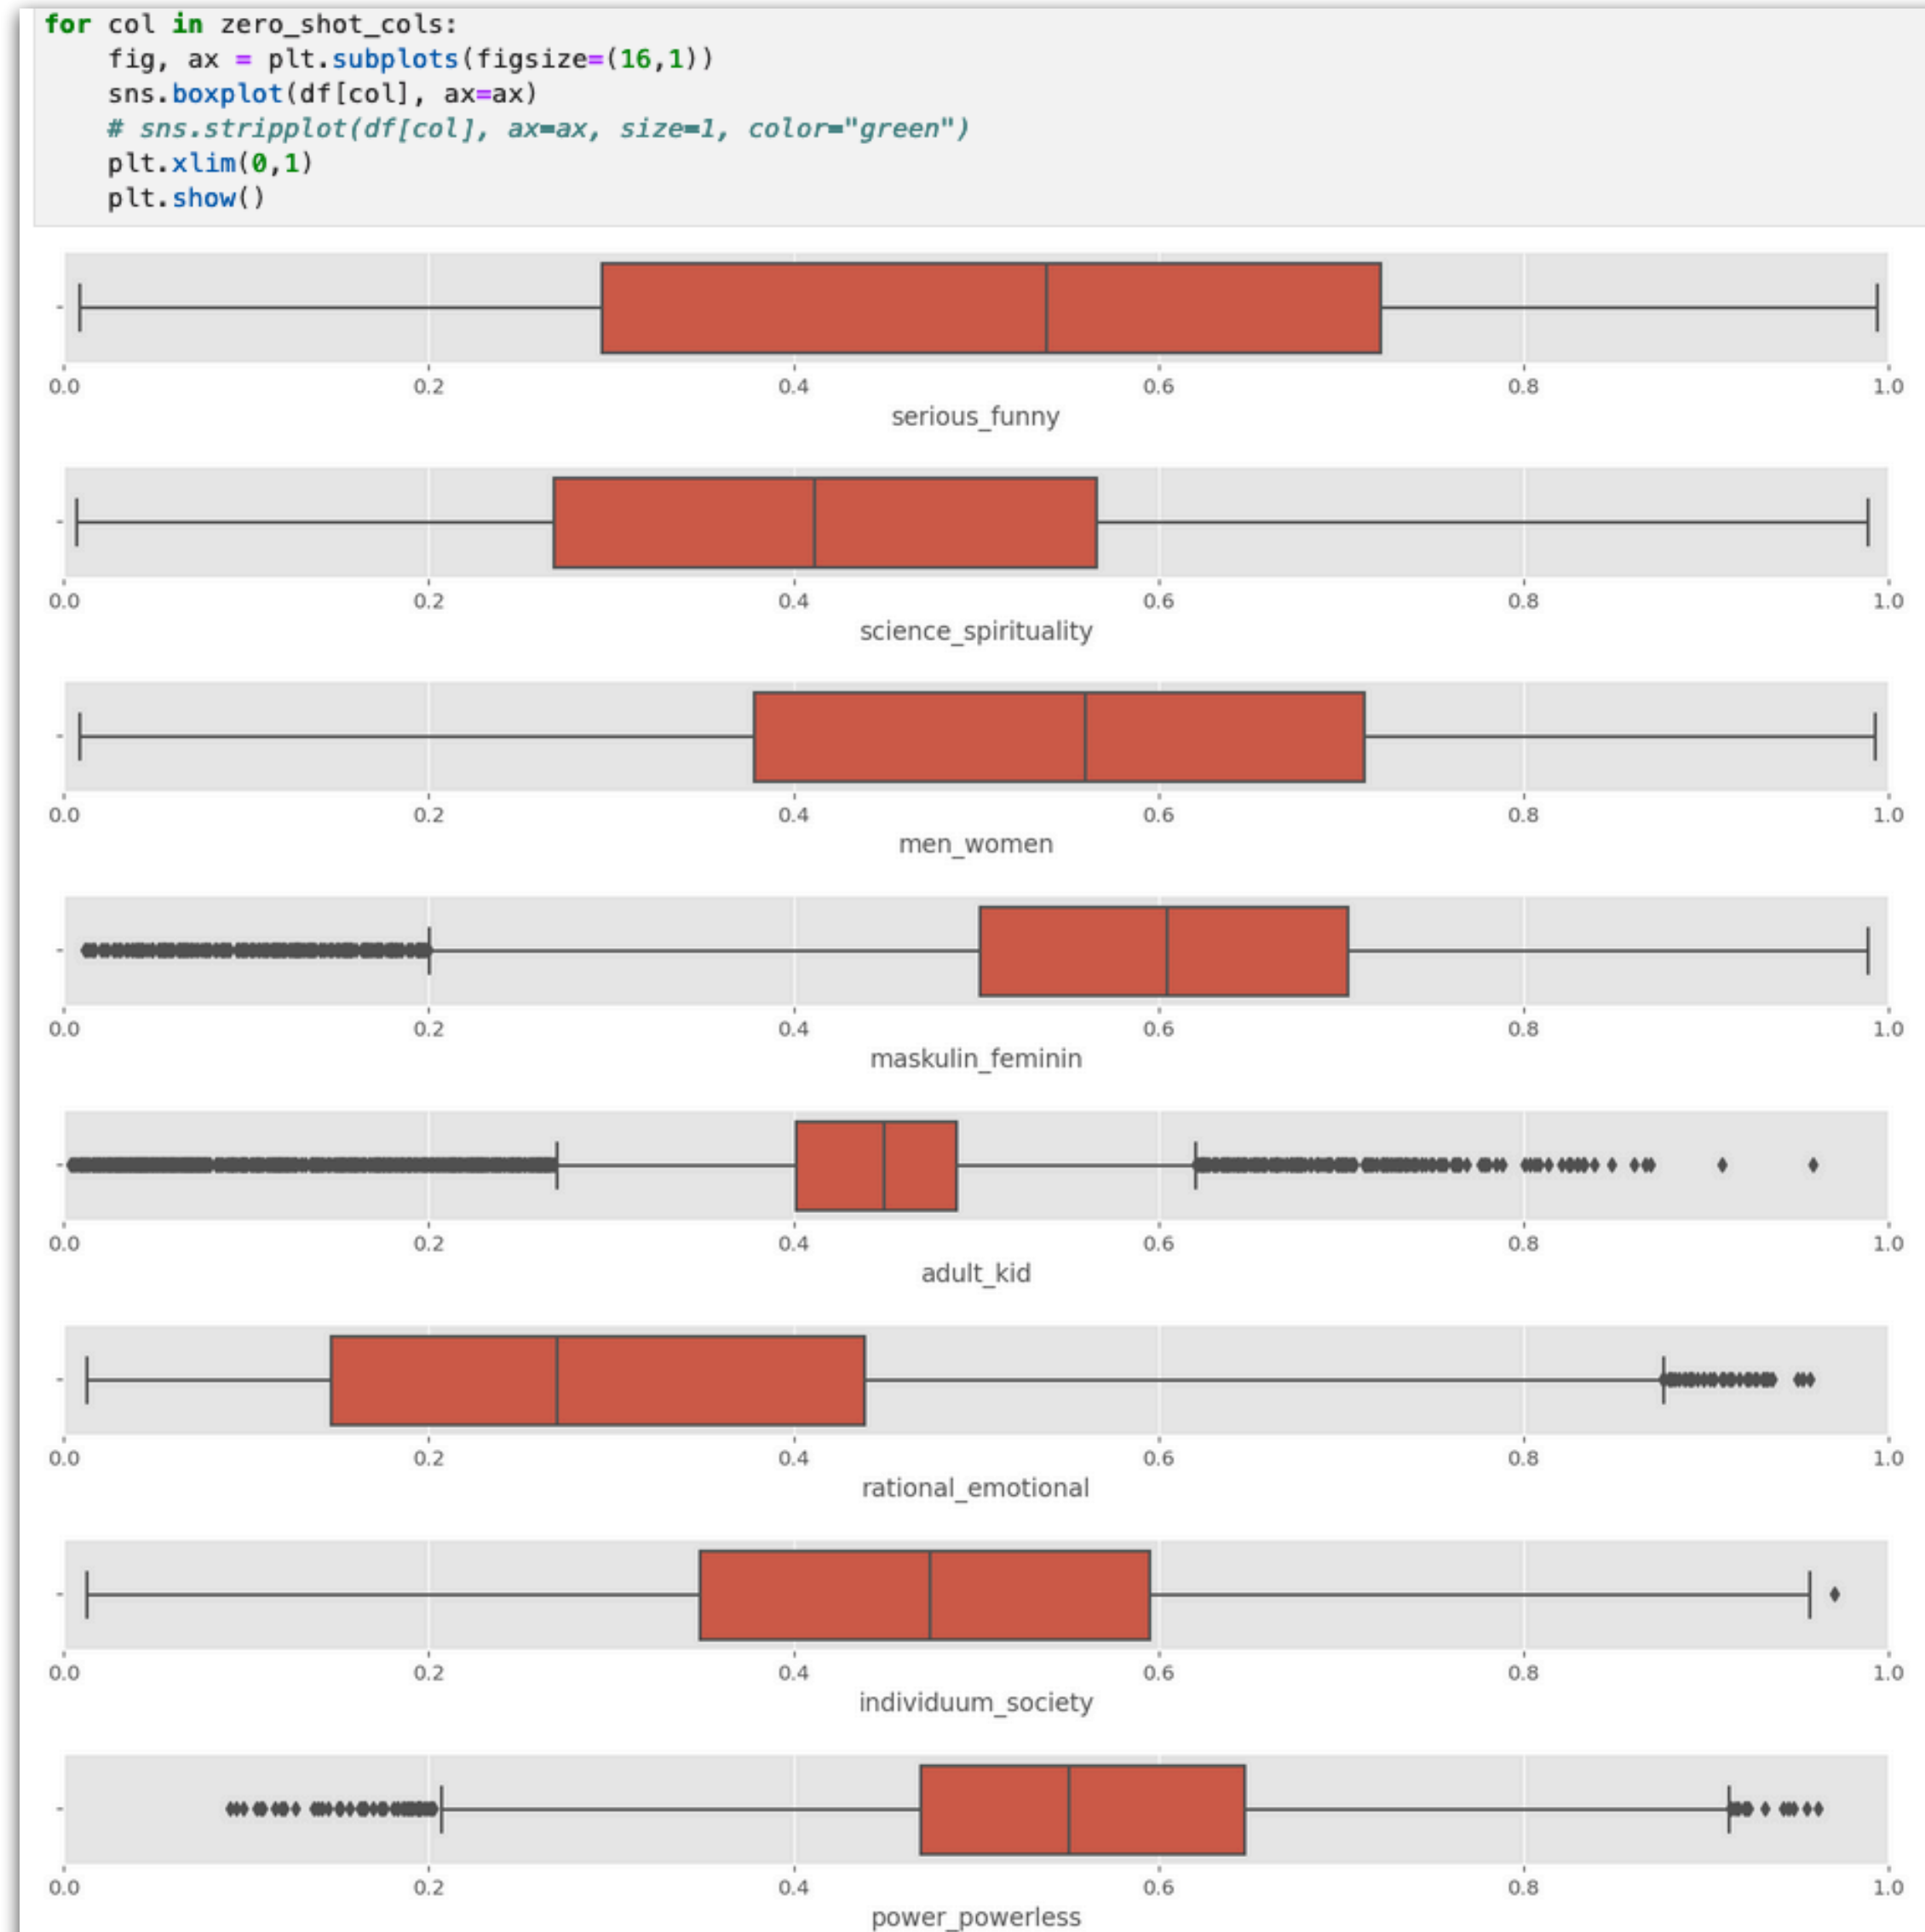 for col in zero_shot_cols:
    fig, ax = plt.subplots(figsize=(16,1))
    sns.boxplot(df[col], ax=ax)
    # sns.stripplot(df[col], ax=ax, size=1, color="green")
    plt.xlim(0,1)
    plt.show()
0.0 0.2 0.4 0.6 0.8 1.0
serious_funny
0.0 0.2 0.4 0.6 0.8 1.0
science_spirituality
0.0 0.2 0.4 0.6 0.8 1.0
men_women
0.0 0.2 0.4 0.6 0.8 1.0
maskulin_feminin
0.0 0.2 0.4 0.6 0.8 1.0
adult_kid
0.0 0.2 0.4 0.6 0.8 1.0
rational_emotional
0.0 0.2 0.4 0.6 0.8 1.0
individuum_society
0.0 0.2 0.4 0.6 0.8 1.0
power_powerless